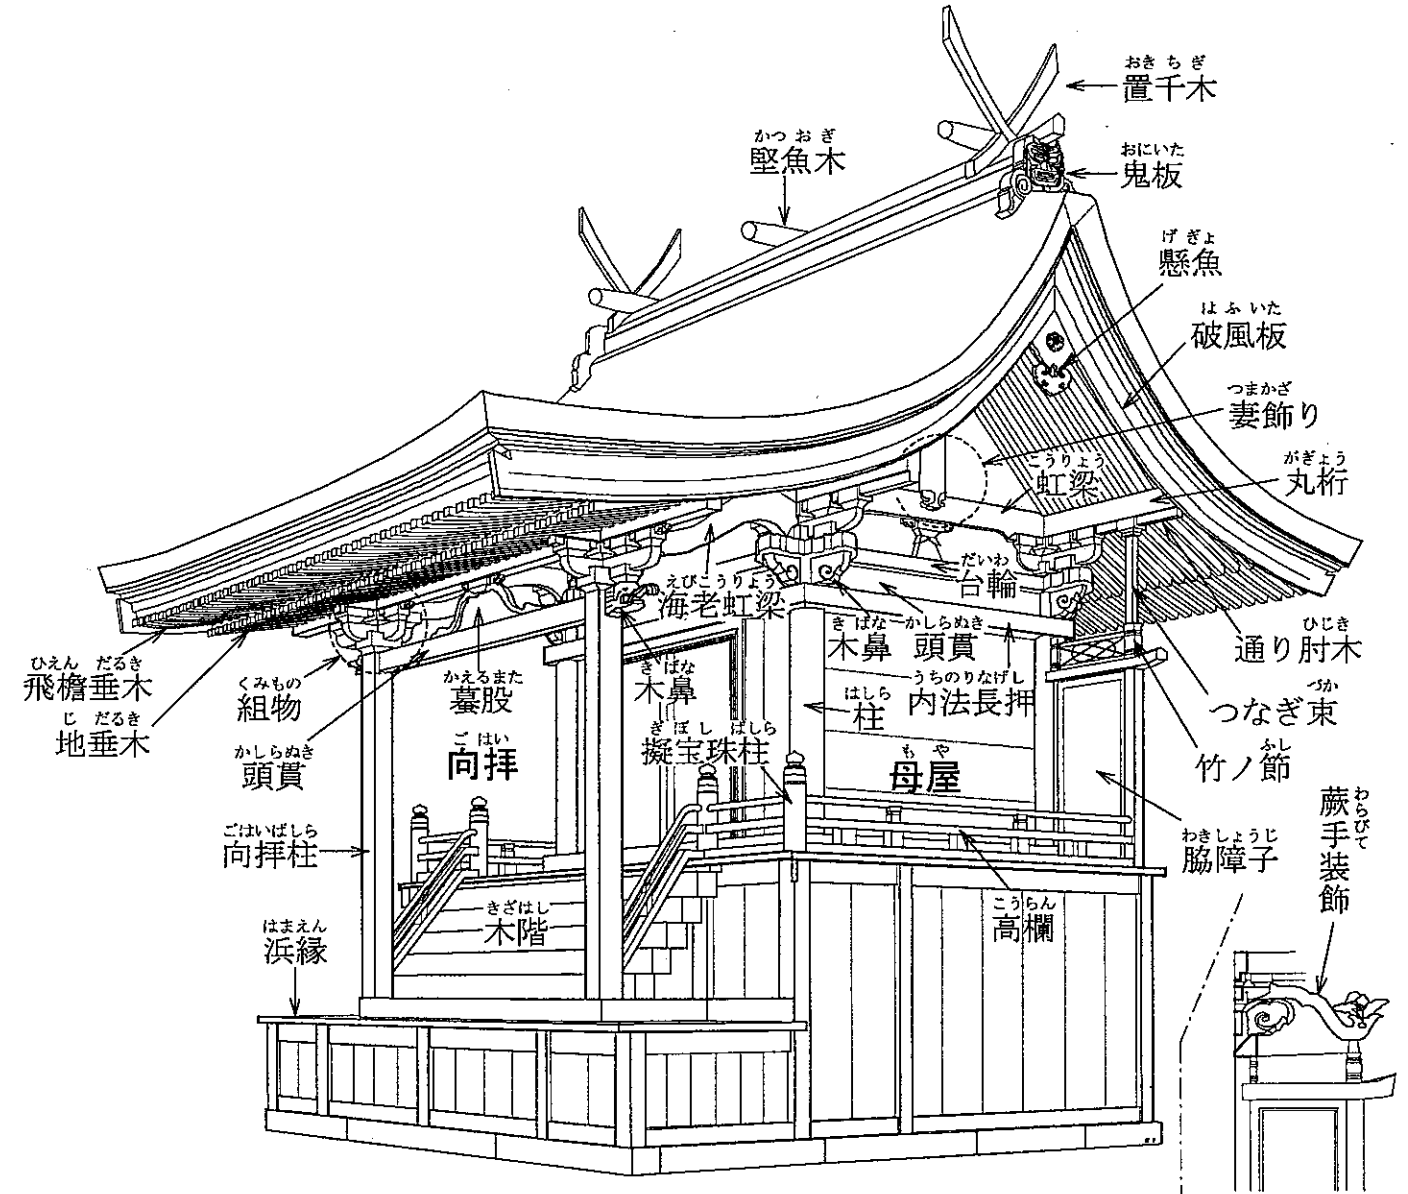 おきちぎ
置千木
かつおぎ
堅魚木
おにいた
鬼板
げぎょ
懸魚
はふいた
破風板
つまかざ
妻飾り
がぎょう
丸桁
こうりょう
虹梁
だいわ
台輪
えびこうりょう
海老虹梁
きばな
木鼻
かしらぬき
頭貫
ひじき
通り肘木
ひえん だるき
飛檐垂木
じ だるき
地垂木
くみもの
組物
かえるまた
蟇股
きばな
木鼻
はしら
柱
うちのりなげし
内法長押
づか
つなぎ束
かしらぬき
頭貫
ごはい
向拝
ぎぼしばしら
擬宝珠柱
もや
母屋
ふし
竹ノ節
ごはいばしら
向拝柱
わきしょうじ
脇障子
わらびて
蕨手装飾
きざはし
木階
こうらん
高欄
はまえん
浜縁